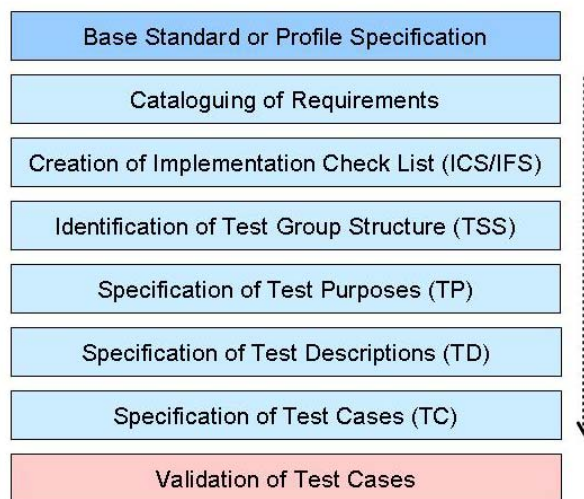 Base Standard or Profile Specification
Cataloguing of Requirements
Creation of Implementation Check List (ICS/IFS)
Identification of Test Group Structure (TSS)
Specification of Test Purposes (TP)
Specification of Test Descriptions (TD)
Specification of Test Cases (TC)
Validation of Test Cases